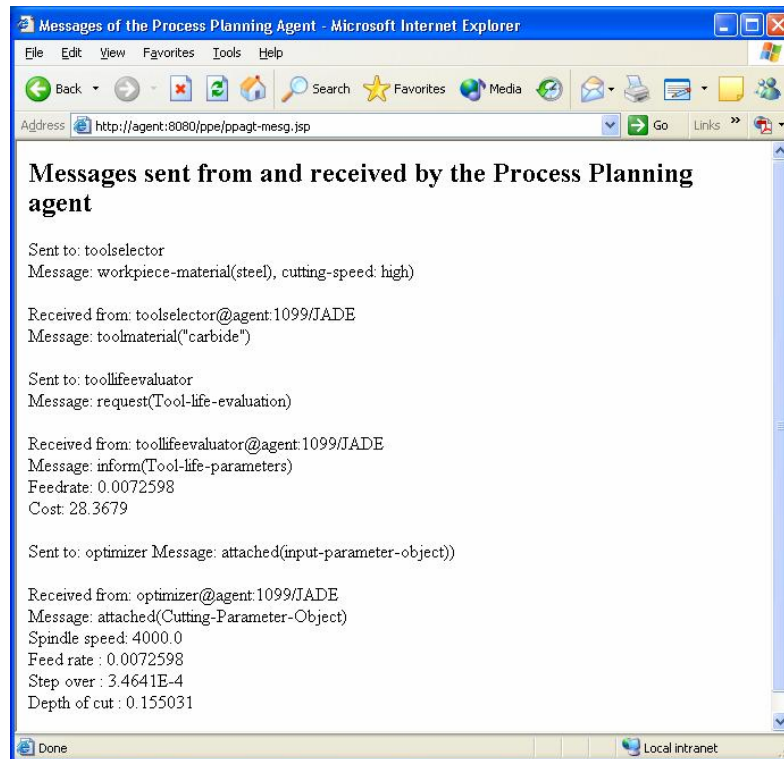 Messages of the Process Planning Agent - Microsoft Internet Explorer
File Edit View Favorites Tools Help
Back Search Favorites Media
Address http://agent:8080/ppe/ppagt-mesg.jsp Go Links »
Messages sent from and received by the Process Planning
agent
Sent to: toolselector
Message: workpiece-material(steel), cutting-speed: high)
Received from: toolselector@agent:1099/JADE
Message: toolmaterial("carbide")
Sent to: toollifeevaluator
Message: request(Tool-life-evaluation)
Received from: toollifeevaluator@agent:1099/JADE
Message: inform(Tool-life-parameters)
Feedrate: 0.0072598
Cost: 28.3679
Sent to: optimizer Message: attached(input-parameter-object))
Received from: optimizer@agent:1099/JADE
Message: attached(Cutting-Parameter-Object)
Spindle speed: 4000.0
Feed rate : 0.0072598
Step over : 3.4641E-4
Depth of cut : 0.155031
Done Local intranet